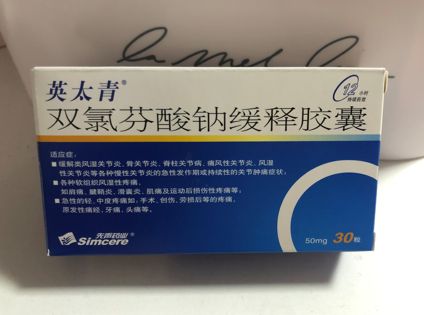 英太青®
12小时
持续药效
双氯芬酸钠缓释胶囊
适应症:
■ 缓解类风湿关节炎、骨关节炎、脊柱关节病、痛风性关节炎、风湿
性关节炎等各种慢性关节炎的急性发作期或持续性的关节肿痛症状;
■ 各种软组织风湿性疼痛,
如肩痛、腱鞘炎、滑囊炎、肌痛及运动后损伤性疼痛等;
■ 急性的轻、中度疼痛如:手术、创伤、劳损后等的疼痛,
原发性痛经,牙痛,头痛等。
先声药业®
Simcere
50mg 30粒